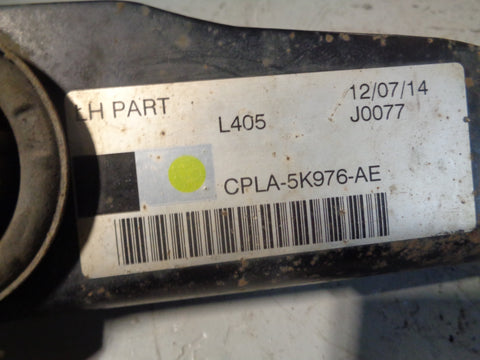 LH PART
12/07/14
L405
J0077
CPLA-5K976-AE